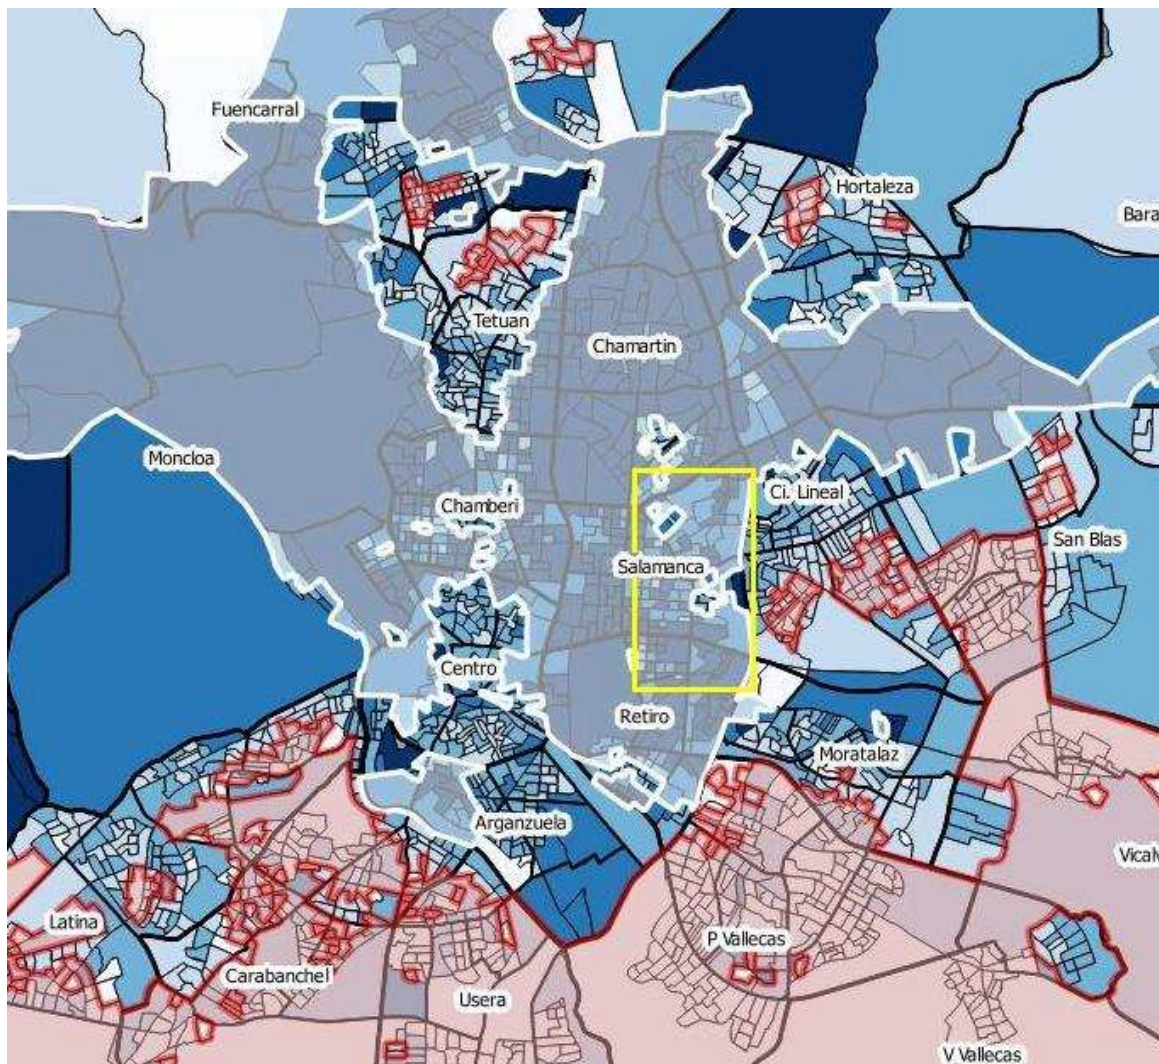 Fuencarral
Hortaleza
Bara
Tetuan
Chamartin
Moncloa
Chamberi
Ci. Lineal
San Blas
Salamanca
Centro
Retiro
Moratalaz
Arganzuela
Vicalv
Latina
P Vallecas
Carabanchel
Usera
V Vallecas